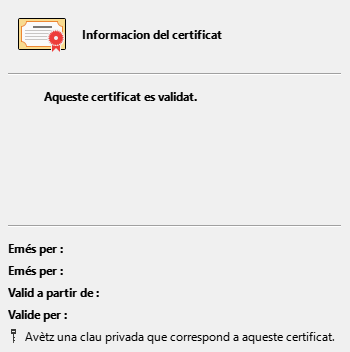 Informacion del certificat
Aqueste certificat es validat.
Emés per :
Emés per :
Valid a partir de :
Valide per :
Avètz una clau privada que correspond a aqueste certificat.